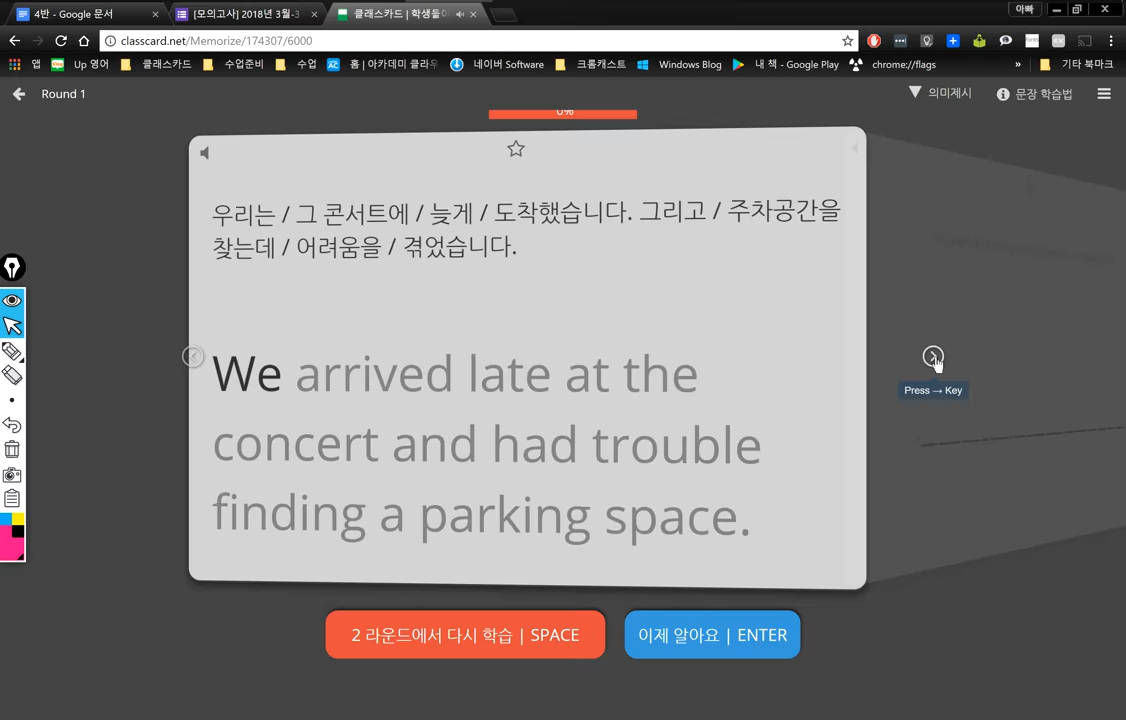 4반 - Google 문서
[모의고사] 2018년 3월-3
클래스카드 | 학생들이
아빠
classcard.net/Memorize/174307/6000
앱 Up 영어 클래스카드 수업준비 수업 홈 | 아카데미 클라우 네이버 Software 크롬캐스트 Windows Blog 내 책 - Google Play chrome://flags » 기타 북마크
Round 1
▼ 의미제시
문장 학습법
0%
우리는 / 그 콘서트에 / 늦게 / 도착했습니다. 그리고 / 주차공간을
찾는데 / 어려움을 / 겪었습니다.
We arrived late at the
concert and had trouble
finding a parking space.
Press → Key
2 라운드에서 다시 학습 | SPACE
이제 알아요 | ENTER